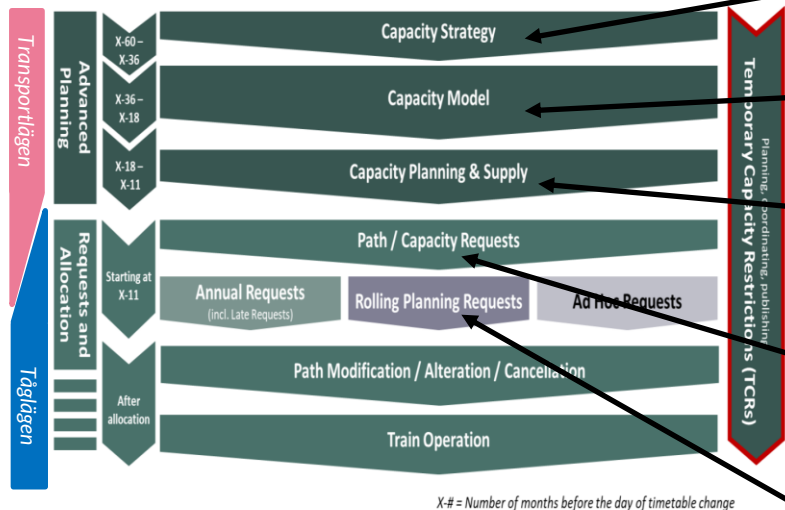 Transportlägen
Tåglägen
Advanced
Planning
Requests and
Allocation
X-60 –
X-36
X-36 –
X-18
X-18 –
X-11
Starting at
X-11
After
allocation
Capacity Strategy
Capacity Model
Capacity Planning & Supply
Path / Capacity Requests
Annual Requests
(incl. Late Requests)
Rolling Planning Requests
Ad Hoc Requests
Path Modification / Alteration / Cancellation
Train Operation
Temporary Capacity Restrictions (TCRs)
Planning, coordinating, publishing
X-# = Number of months before the day of timetable change